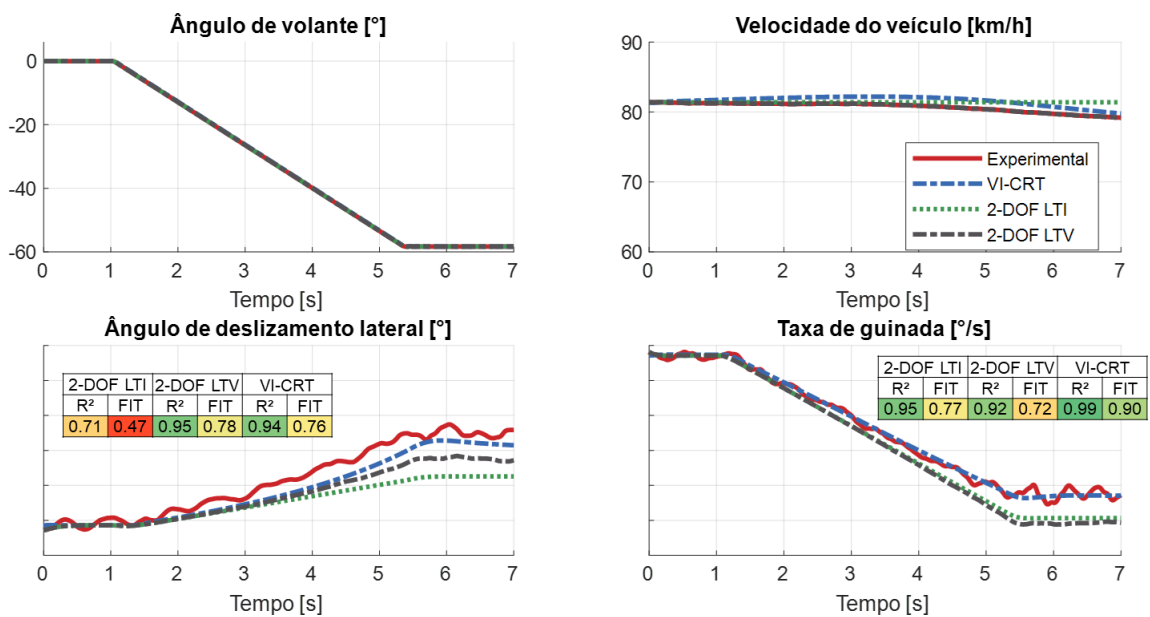 Ângulo de volante [°]
0
-20
-40
-60
0 1 2 3 4 5 6 7
Tempo [s]
Velocidade do veículo [km/h]
90
80
70
60
Experimental
VI-CRT
2-DOF LTI
2-DOF LTV
0 1 2 3 4 5 6 7
Tempo [s]
Ângulo de deslizamento lateral [°]
2-DOF LTI 2-DOF LTV VI-CRT
R² FIT R² FIT R² FIT
0.71 0.47 0.95 0.78 0.94 0.76
0 1 2 3 4 5 6 7
Tempo [s]
Taxa de guinada [°/s]
2-DOF LTI 2-DOF LTV VI-CRT
R² FIT R² FIT R² FIT
0.95 0.77 0.92 0.72 0.99 0.90
0 1 2 3 4 5 6 7
Tempo [s]